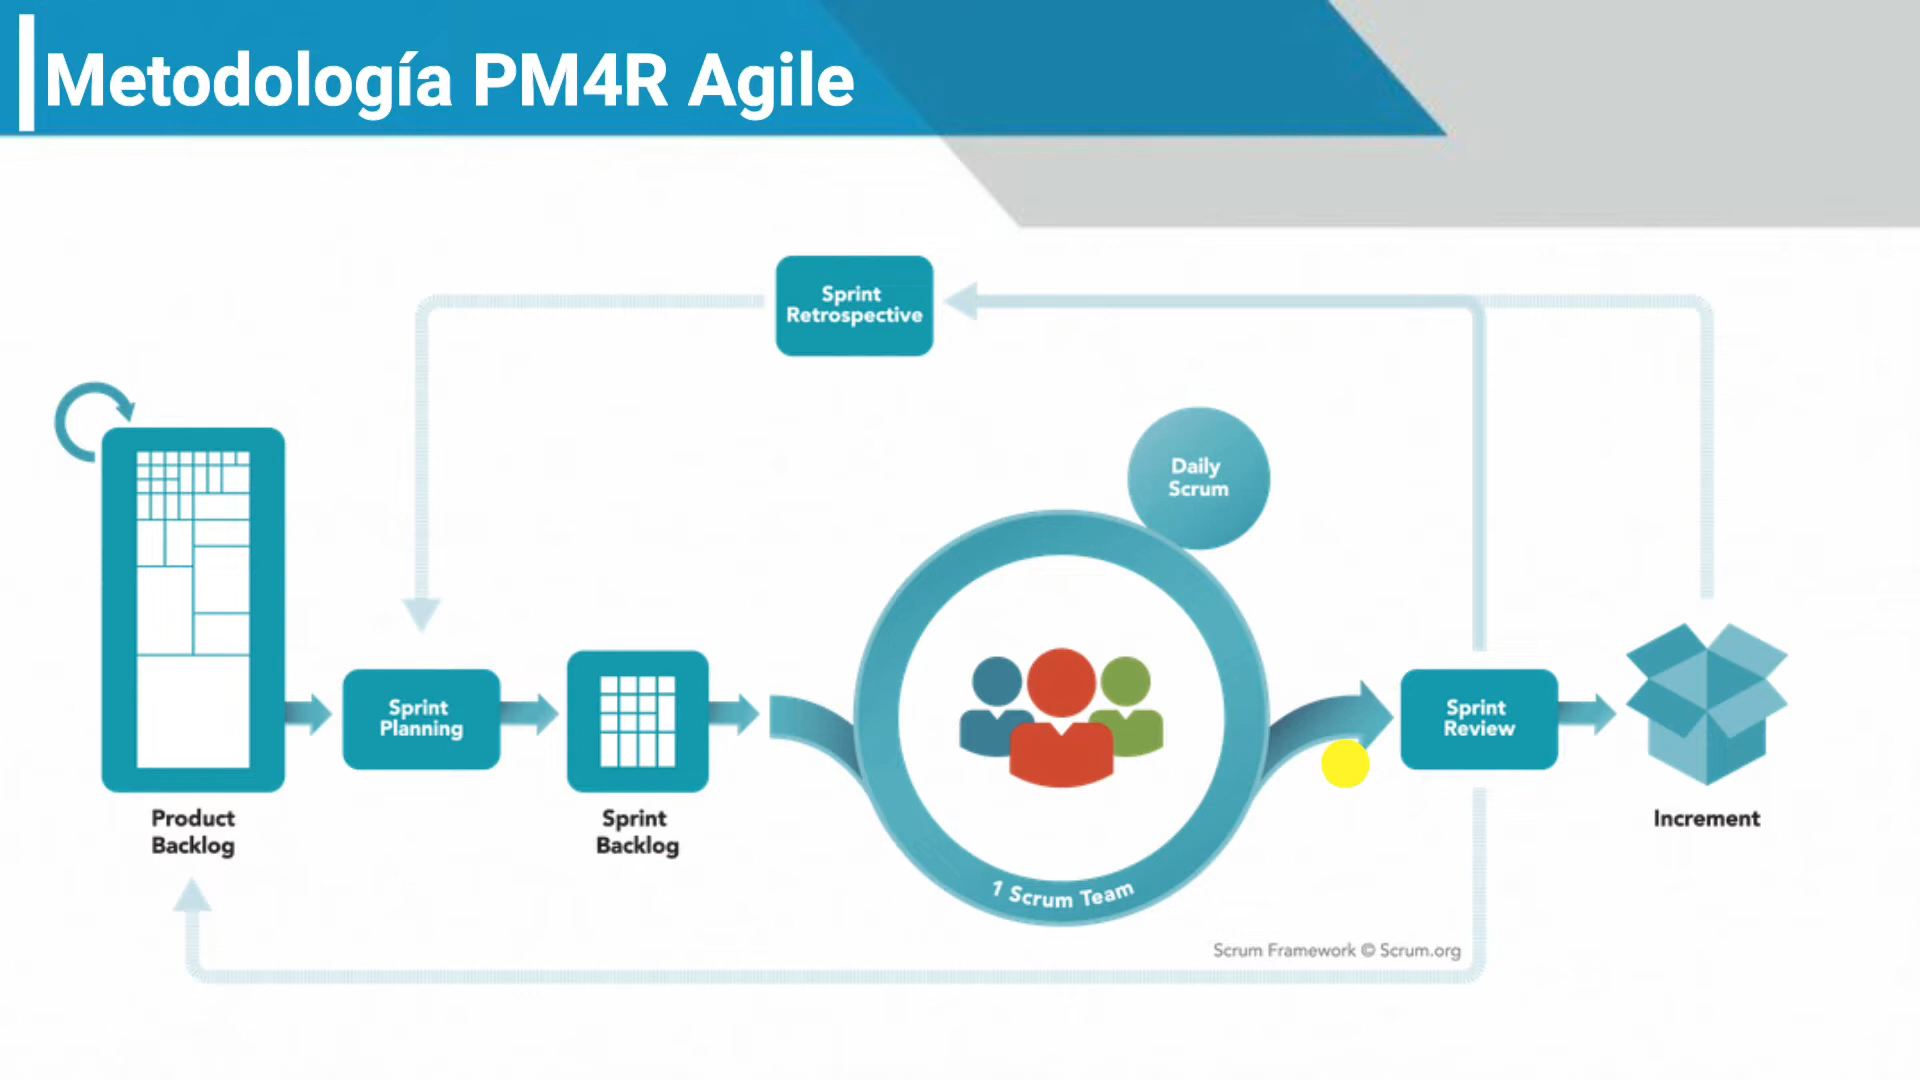 Metodología PM4R Agile
Sprint
Retrospective
Daily
Scrum
Sprint
Planning
Sprint
Review
Product
Backlog
Sprint
Backlog
Increment
1 Scrum Team
Scrum Framework © Scrum.org